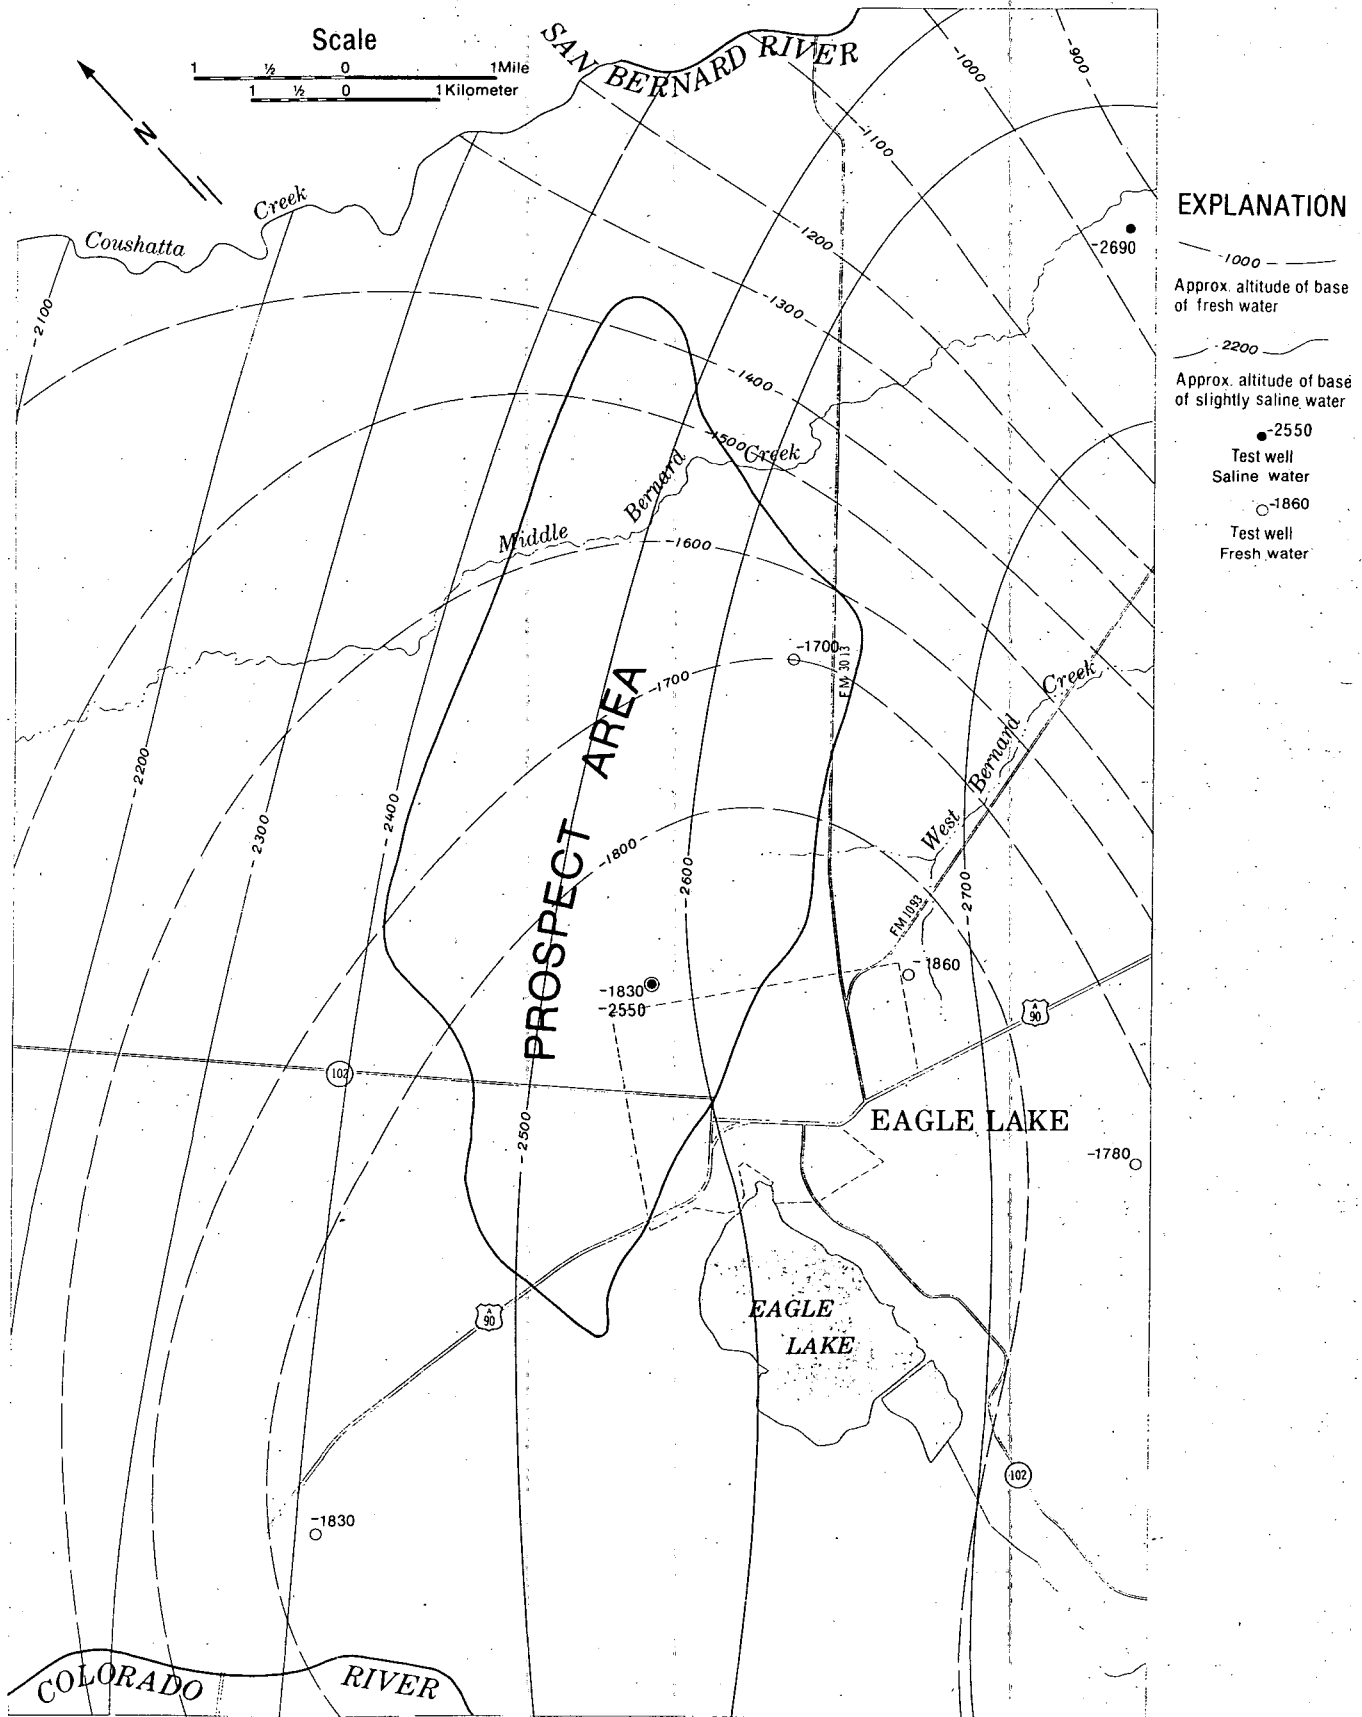 Scale
1 ½ 0 1 Mile
1 ½ 0 1 Kilometer
N
SAN BERNARD RIVER
Coushatta Creek
-900
-1000
-1100
-1200
-1300
-1400
-1500
-1600
-1700
-1800
-2100
-2200
-2300
-2400
-2500
-2600
-2700
-2690
Middle Bernard Creek
-1700
FM 3013
PROSPECT AREA
West Bernard Creek
FM 1093
-1830
-2550
-1860
A 90
102
EAGLE LAKE
-1780
EAGLE
LAKE
A 90
102
-1830
COLORADO RIVER
EXPLANATION
-1000
Approx. altitude of base
of fresh water
-2200
Approx. altitude of base
of slightly saline water
-2550
Test well
Saline water
-1860
Test well
Fresh water